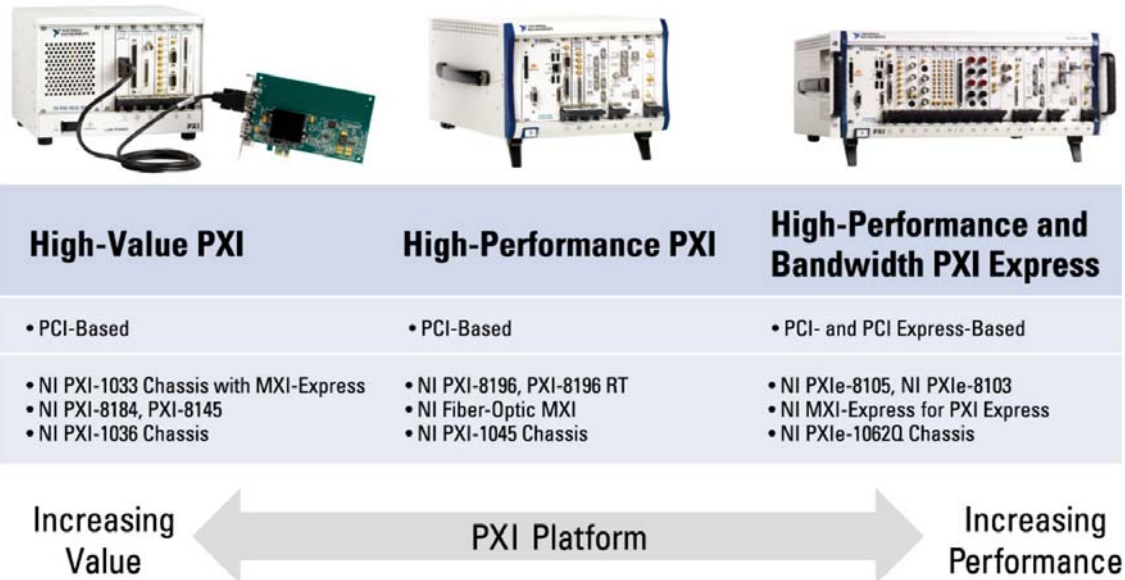 NATIONAL INSTRUMENTS
PXI
High-Value PXI
High-Performance PXI
High-Performance and
Bandwidth PXI Express
• PCI-Based
• PCI-Based
• PCI- and PCI Express-Based
• NI PXI-1033 Chassis with MXI-Express
• NI PXI-8184, PXI-8145
• NI PXI-1036 Chassis
• NI PXI-8196, PXI-8196 RT
• NI Fiber-Optic MXI
• NI PXI-1045 Chassis
• NI PXIe-8105, NI PXIe-8103
• NI MXI-Express for PXI Express
• NI PXIe-1062Q Chassis
Increasing
Value
PXI Platform
Increasing
Performance